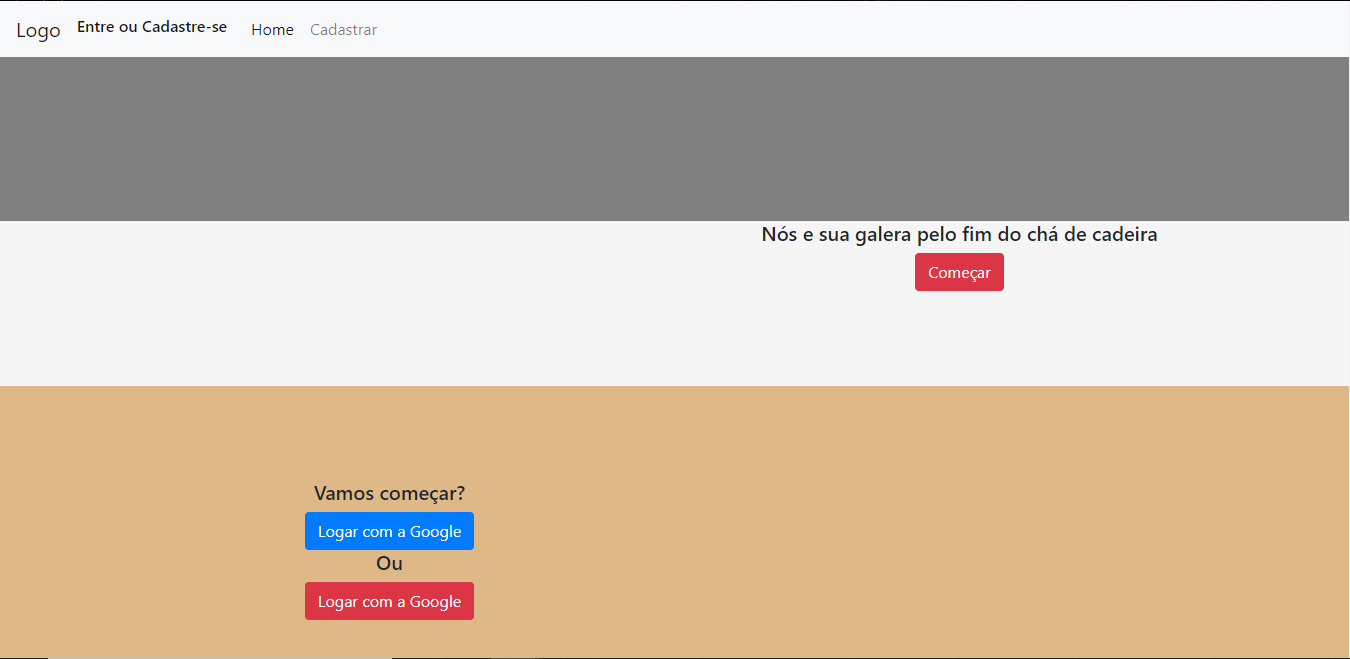 Logo Entre ou Cadastre-se Home Cadastrar
Nós e sua galera pelo fim do chá de cadeira
Começar
Vamos começar?
Logar com a Google
Ou
Logar com a Google